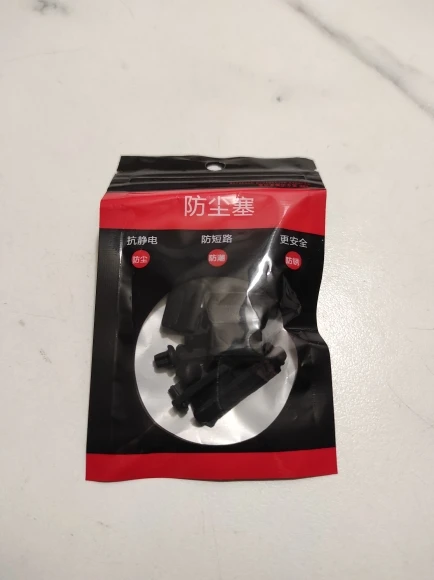 防尘塞
抗静电 防短路 更安全
防尘 防潮 防锈